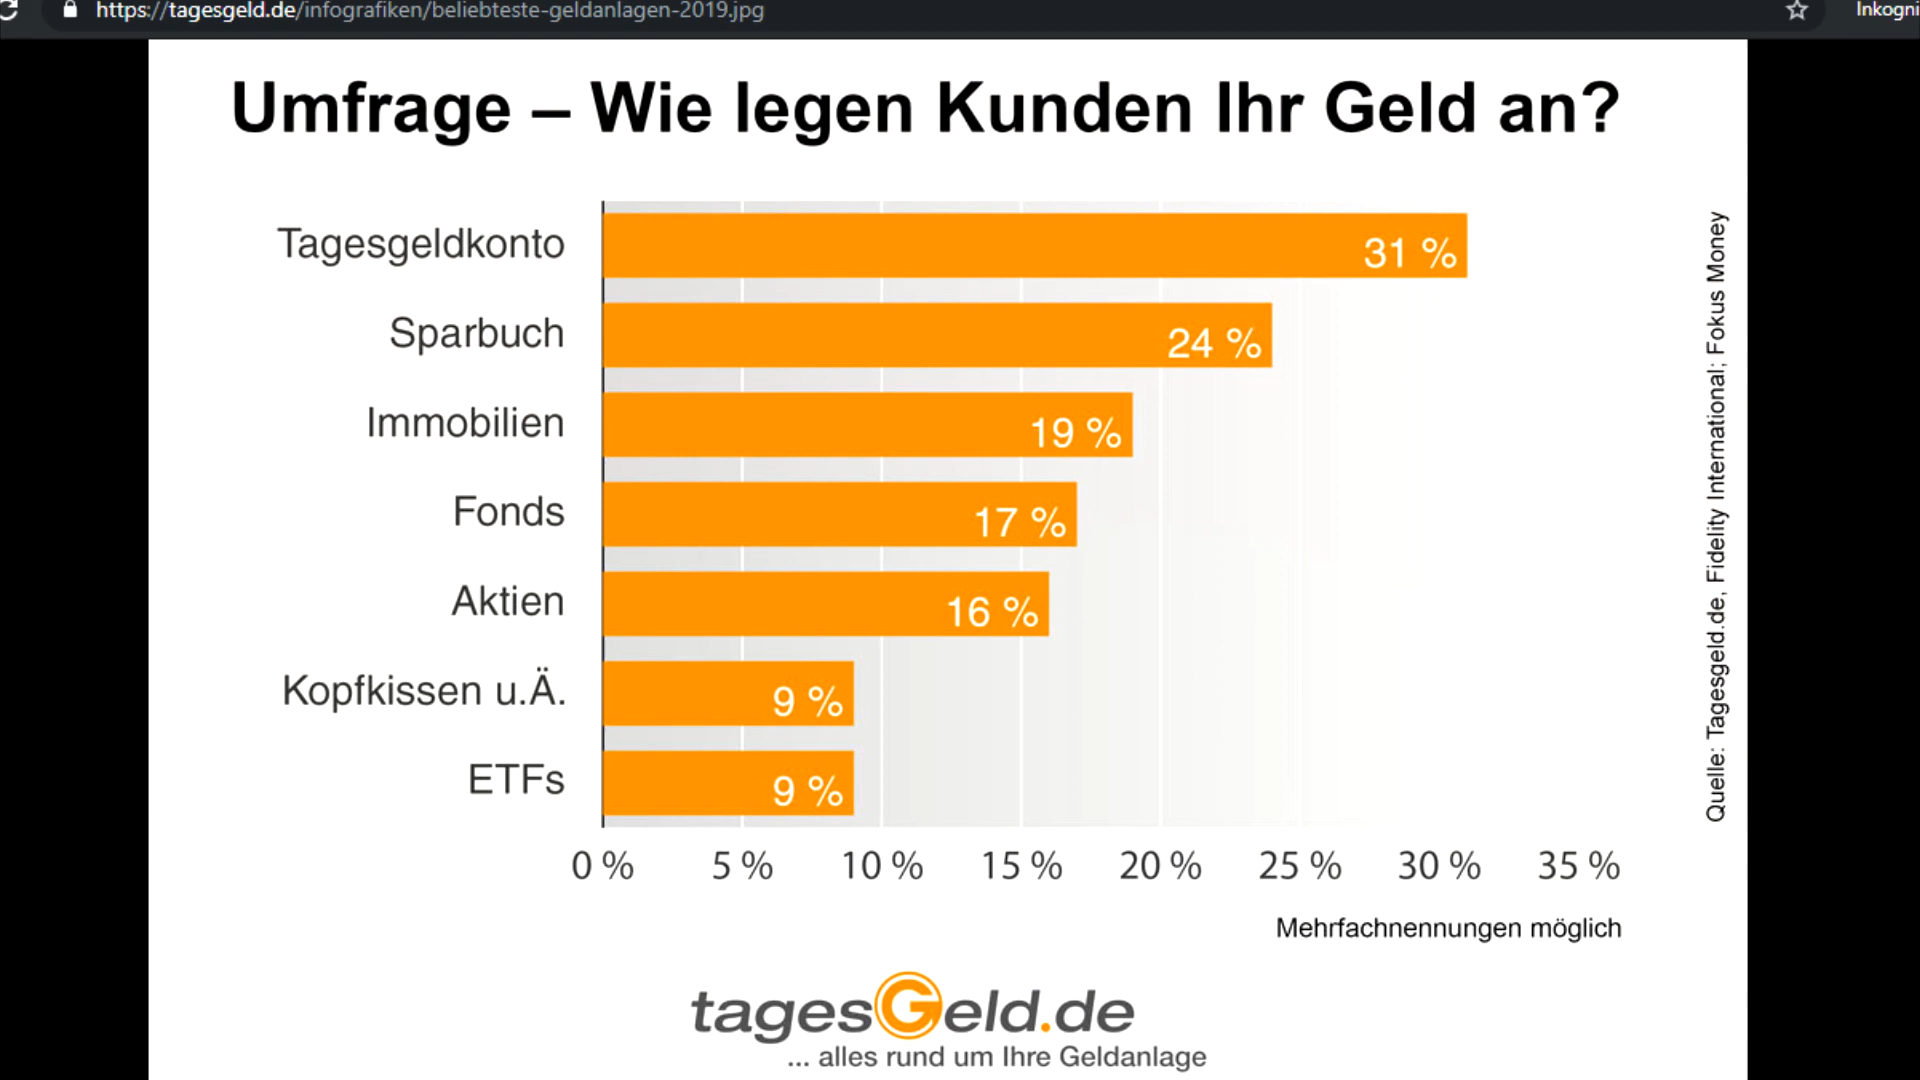 https://tagesgeld.de/infografiken/beliebteste-geldanlagen-2019.jpg
Inkogni
Umfrage – Wie legen Kunden Ihr Geld an?
Tagesgeldkonto
31 %
Sparbuch
24 %
Immobilien
19 %
Fonds
17 %
Aktien
16 %
Kopfkissen u.Ä.
9 %
ETFs
9 %
0 % 5 % 10 % 15 % 20 % 25 % 30 % 35 %
Mehrfachnennungen möglich
Quelle: Tagesgeld.de, Fidelity International; Fokus Money
tagesGeld.de
... alles rund um Ihre Geldanlage